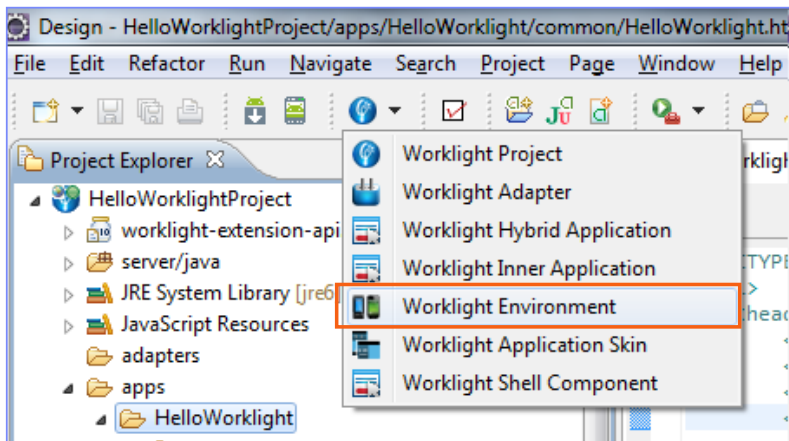 Design - HelloWorklightProject/apps/HelloWorklight/common/HelloWorklight.ht
File Edit Refactor Run Navigate Search Project Page Window Help
Project Explorer
Worklight Project
HelloWorklightProject
Worklight Adapter
worklight-extension-api
Worklight Hybrid Application
server/java
Worklight Inner Application
TYPE
JRE System Library [jre6]
Worklight Environment
head
JavaScript Resources
Worklight Application Skin
adapters
Worklight Shell Component
apps
HelloWorklight